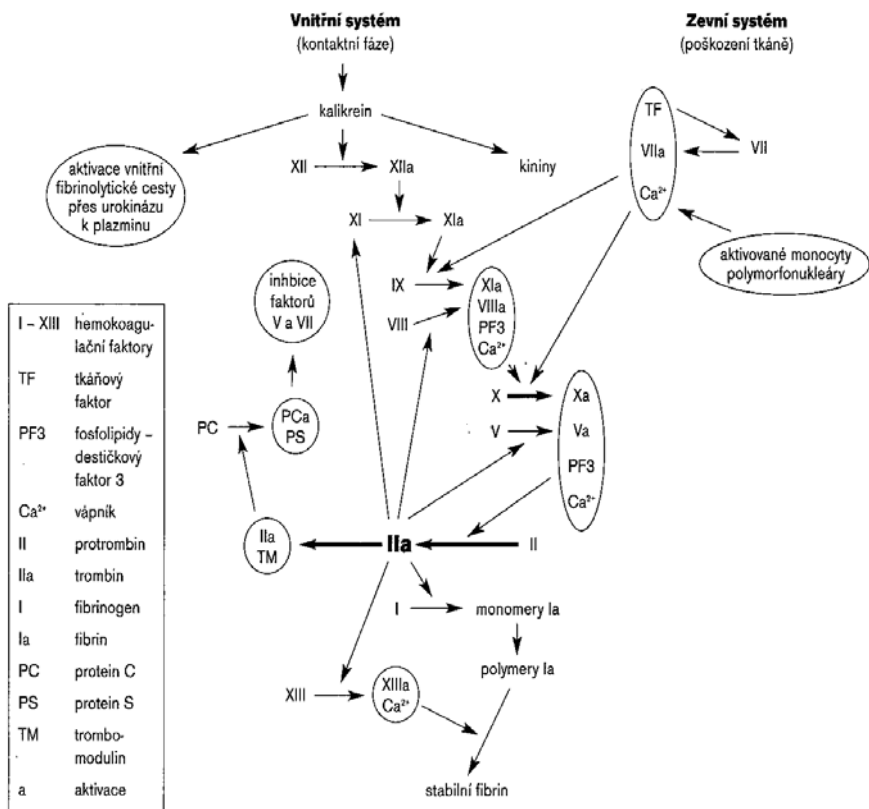 Vnitřní systém
(kontaktní fáze)
Zevní systém
(poškození tkáně)
kalikrein
TF
VIIa
Ca²⁺
VII
aktivace vnitřní
fibrinolytické cesty
přes urokinázu
k plazminu
XII
XIIa
kininy
XI
XIa
aktivované monocyty
polymorfonukleáry
inhbice
faktorů
V a VII
IX
VIII
XIa
VIIIa
PF3
Ca²⁺
X
V
Xa
Va
PF3
Ca²⁺
PC
PCa
PS
IIa
TM
IIa
II
I
monomery Ia
polymery Ia
XIII
XIIIa
Ca²⁺
stabilní fibrin
I – XIII hemokoagu-
lační faktory
TF tkáňový
faktor
PF3 fosfolipidy –
destičkový
faktor 3
Ca²⁺ vápník
II protrombin
IIa trombin
I fibrinogen
Ia fibrin
PC protein C
PS protein S
TM trombo-
modulin
a aktivace